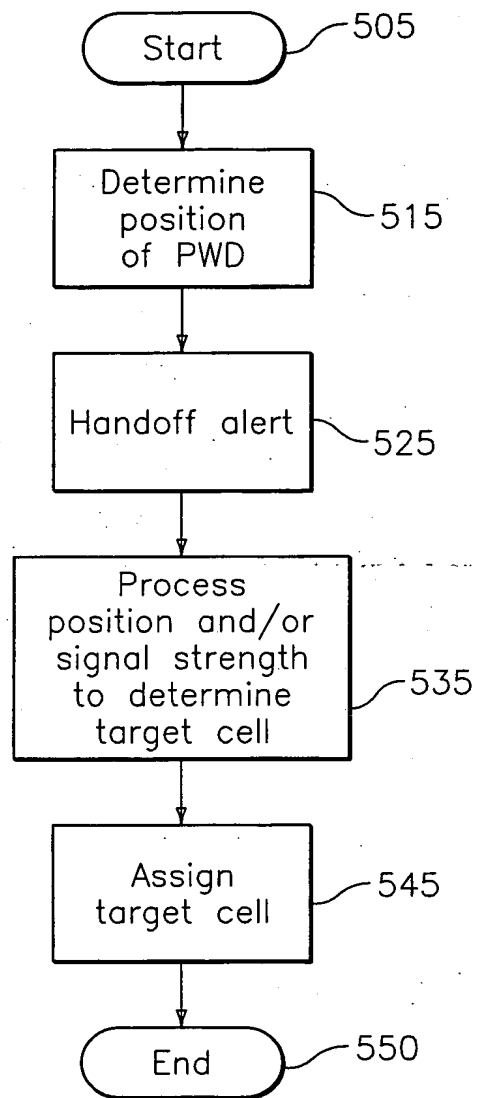 Start
505
Determine
position
of PWD
515
Handoff alert
525
Process
position and/or
signal strength
to determine
target cell
535
Assign
target cell
545
End
550